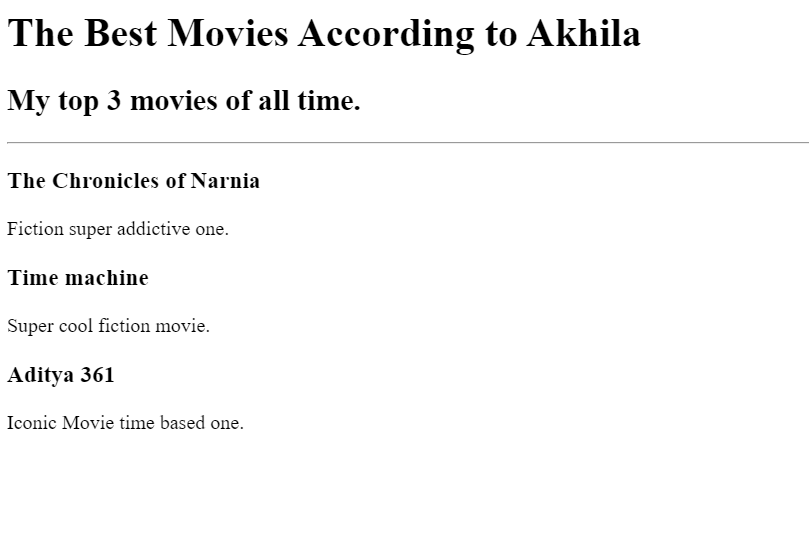 The Best Movies According to Akhila
My top 3 movies of all time.
The Chronicles of Narnia
Fiction super addictive one.
Time machine
Super cool fiction movie.
Aditya 361
Iconic Movie time based one.